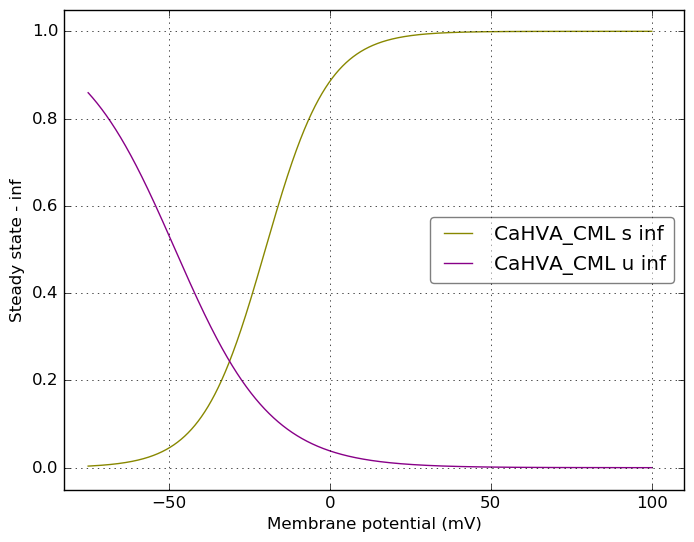 1.0
0.8
0.6
0.4
0.2
0.0
Steady state - inf
CaHVA_CML s inf
CaHVA_CML u inf
−50
0
50
100
Membrane potential (mV)